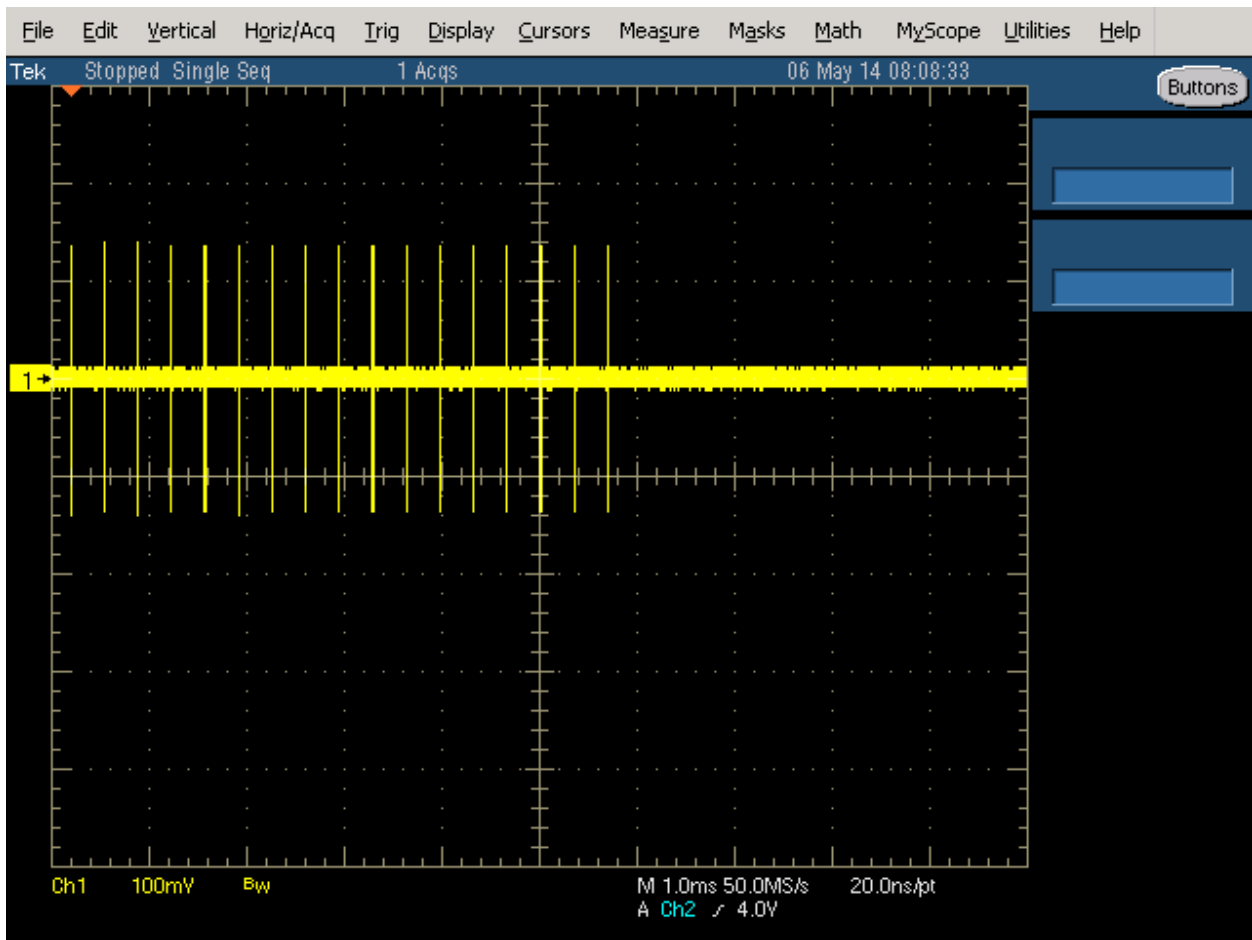 File Edit Vertical Horiz/Acq Trig Display Cursors Measure Masks Math MyScope Utilities Help
Tek Stopped Single Seq 1 Acqs 06 May 14 08:08:33
Buttons
1
Ch1 100mV Bw M 1.0ms 50.0MS/s 20.0ns/pt
A Ch2 4.0V